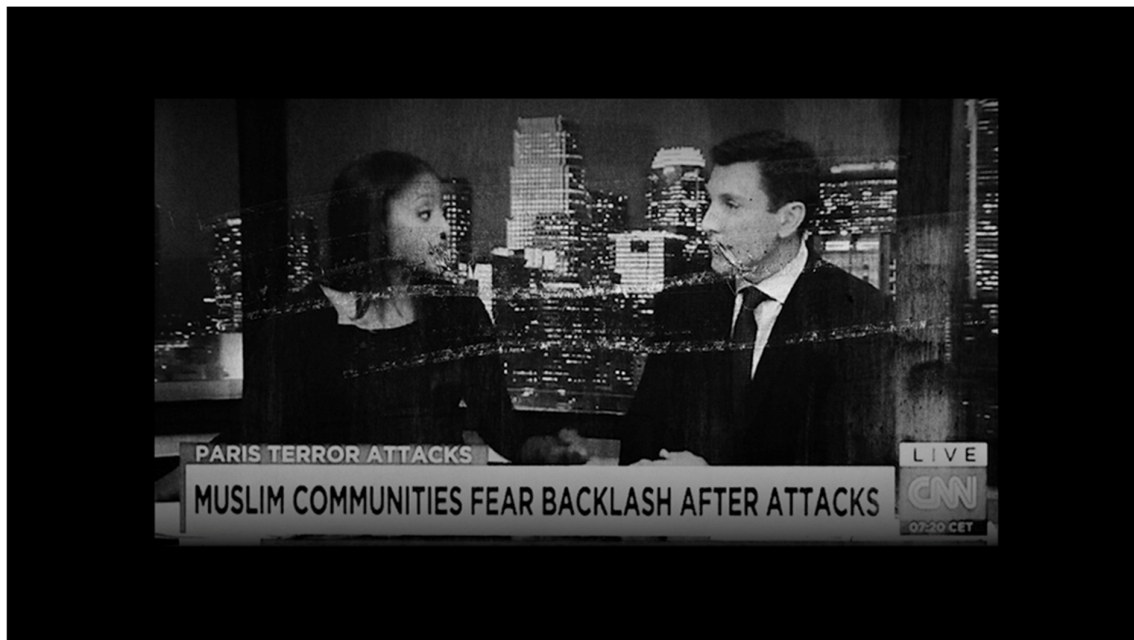 PARIS TERROR ATTACKS
MUSLIM COMMUNITIES FEAR BACKLASH AFTER ATTACKS
LIVE
CNN
07:20 CET